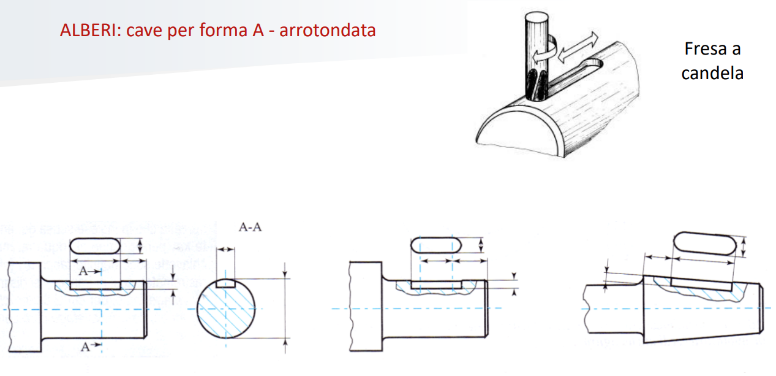 ALBERI: cave per forma A - arrotondata
Fresa a
candela
A-A
A
A